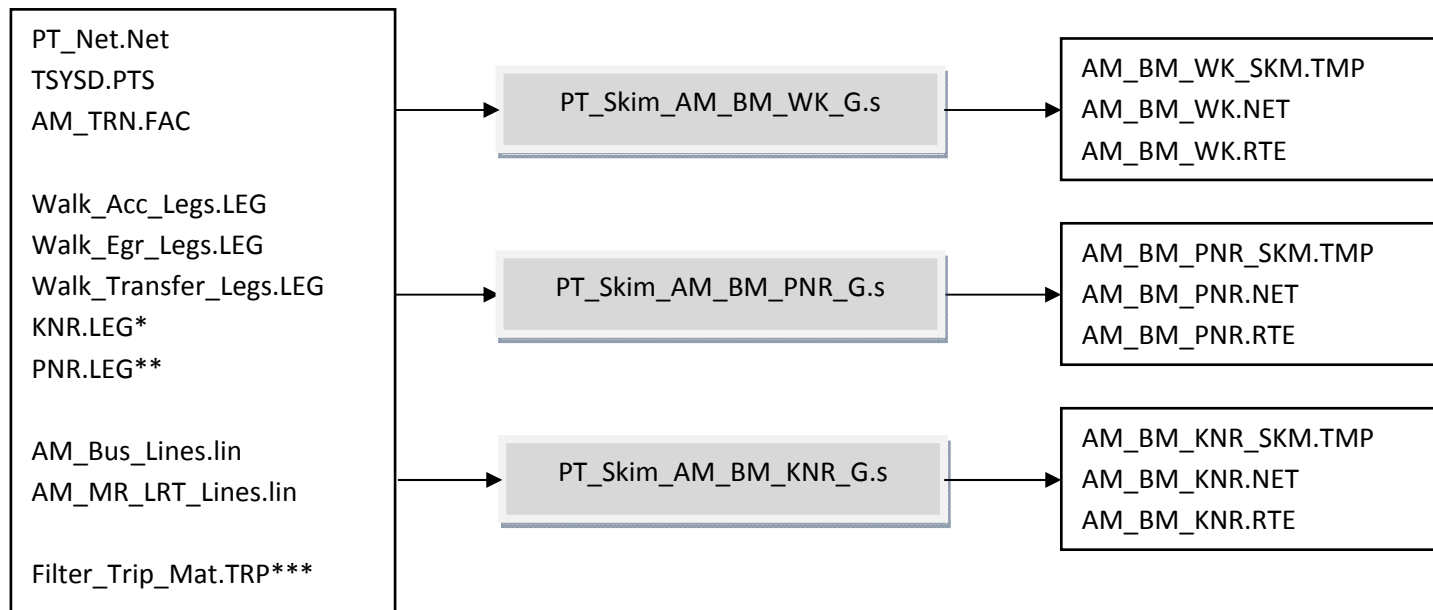 PT_Net.Net
TSYSD.PTS
AM_TRN.FAC
Walk_Acc_Legs.LEG
Walk_Egr_Legs.LEG
Walk_Transfer_Legs.LEG
KNR.LEG*
PNR.LEG**
AM_Bus_Lines.lin
AM_MR_LRT_Lines.lin
Filter_Trip_Mat.TRP***
PT_Skim_AM_BM_WK_G.s
PT_Skim_AM_BM_PNR_G.s
PT_Skim_AM_BM_KNR_G.s
AM_BM_WK_SKM.TMP
AM_BM_WK.NET
AM_BM_WK.RTE
AM_BM_PNR_SKM.TMP
AM_BM_PNR.NET
AM_BM_PNR.RTE
AM_BM_KNR_SKM.TMP
AM_BM_KNR.NET
AM_BM_KNR.RTE